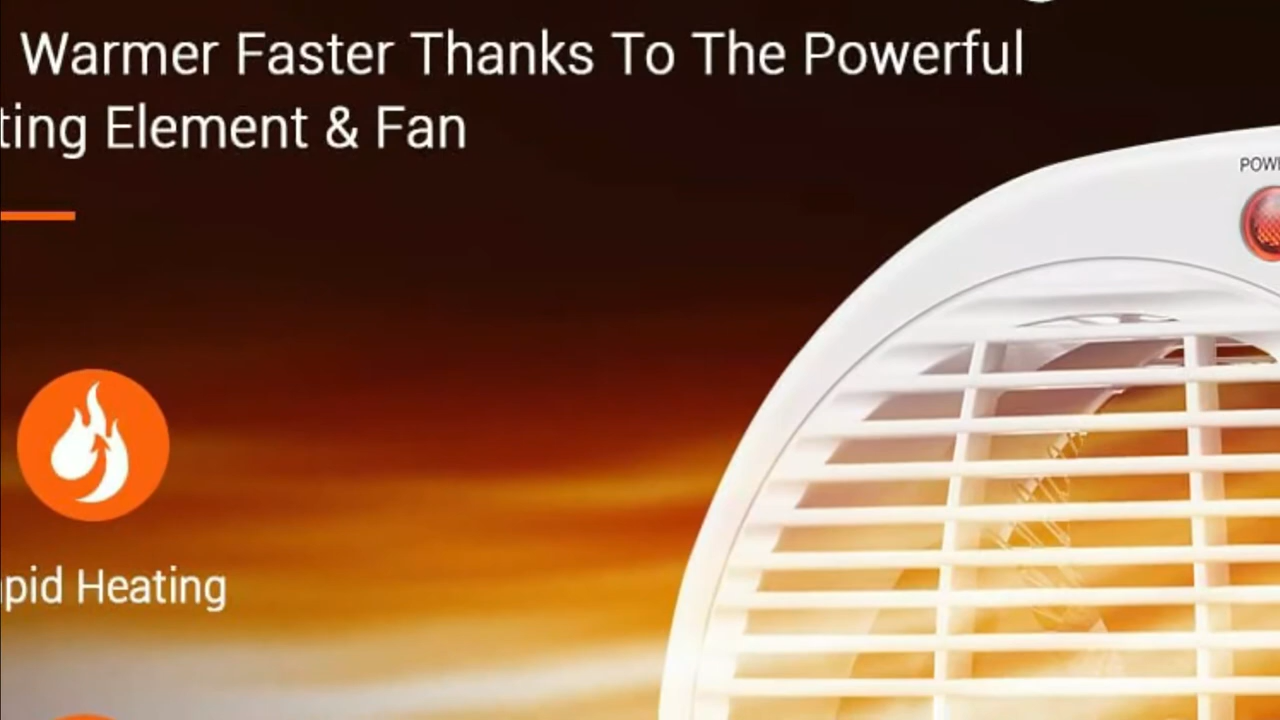 Warmer Faster Thanks To The Powerful
ting Element & Fan
POW
pid Heating